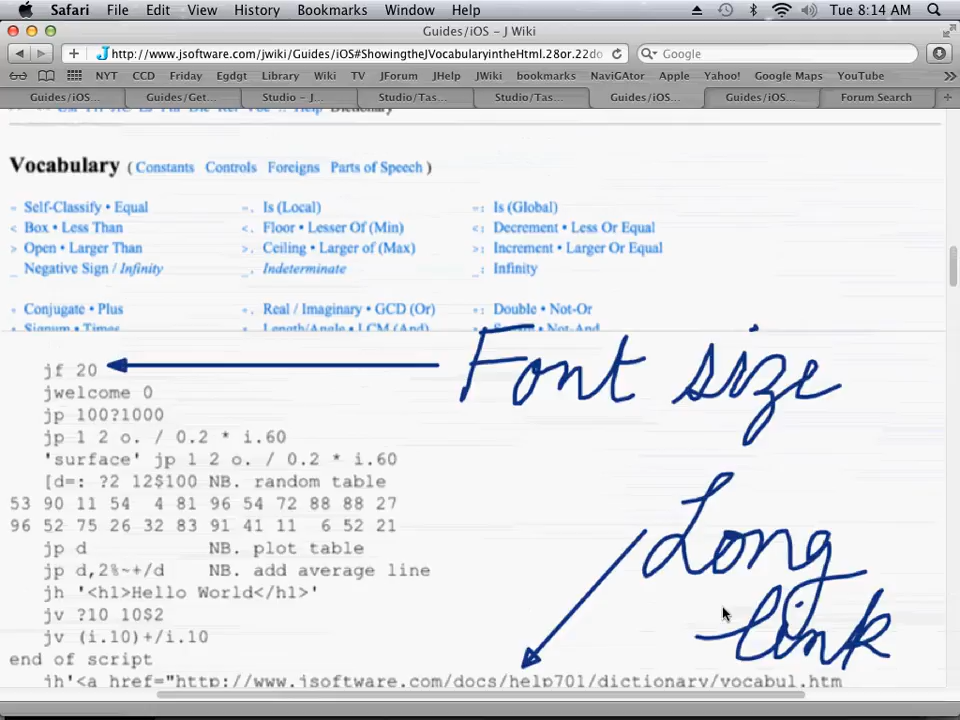 Safari File Edit View History Bookmarks Window Help Tue 8:14 AM
Guides/iOS – J Wiki
http://www.jsoftware.com/jwiki/Guides/iOS#ShowingtheJVocabularyintheHtml.28or.22do Google
NYT CCD Friday Egdgt Library Wiki TV JForum JHelp JWiki bookmarks NaviGAtor Apple Yahoo! Google Maps YouTube
Guides/iOS... Guides/Get... Studio – J... Studio/Tas... Studio/Tas... Guides/iOS... Guides/iOS... Forum Search
Vocabulary ( Constants Controls Foreigns Parts of Speech )
= Self-Classify • Equal =. Is (Local) =: Is (Global)
< Box • Less Than <. Floor • Lesser Of (Min) <: Decrement • Less Or Equal
> Open • Larger Than >. Ceiling • Larger of (Max) >: Increment • Larger Or Equal
_ Negative Sign / Infinity _. Indeterminate _: Infinity
+ Conjugate • Plus +. Real / Imaginary • GCD (Or) +: Double • Not-Or
Signum • Times Length/Angle • LCM (And)
Font size
jf 20
jwelcome 0
jp 100?1000
jp 1 2 o. / 0.2 * i.60
'surface' jp 1 2 o. / 0.2 * i.60
[d=: ?2 12$100 NB. random table
53 90 11 54 4 81 96 54 72 88 88 27
96 52 75 26 32 83 91 41 11 6 52 21
jp d NB. plot table
jp d,2%~+/d NB. add average line
jh '<h1>Hello World</h1>'
jv ?10 10$2
jv (i.10)+/i.10
end of script
jh'<a href="http://www.jsoftware.com/docs/help701/dictionary/vocabul.htm
Long
link